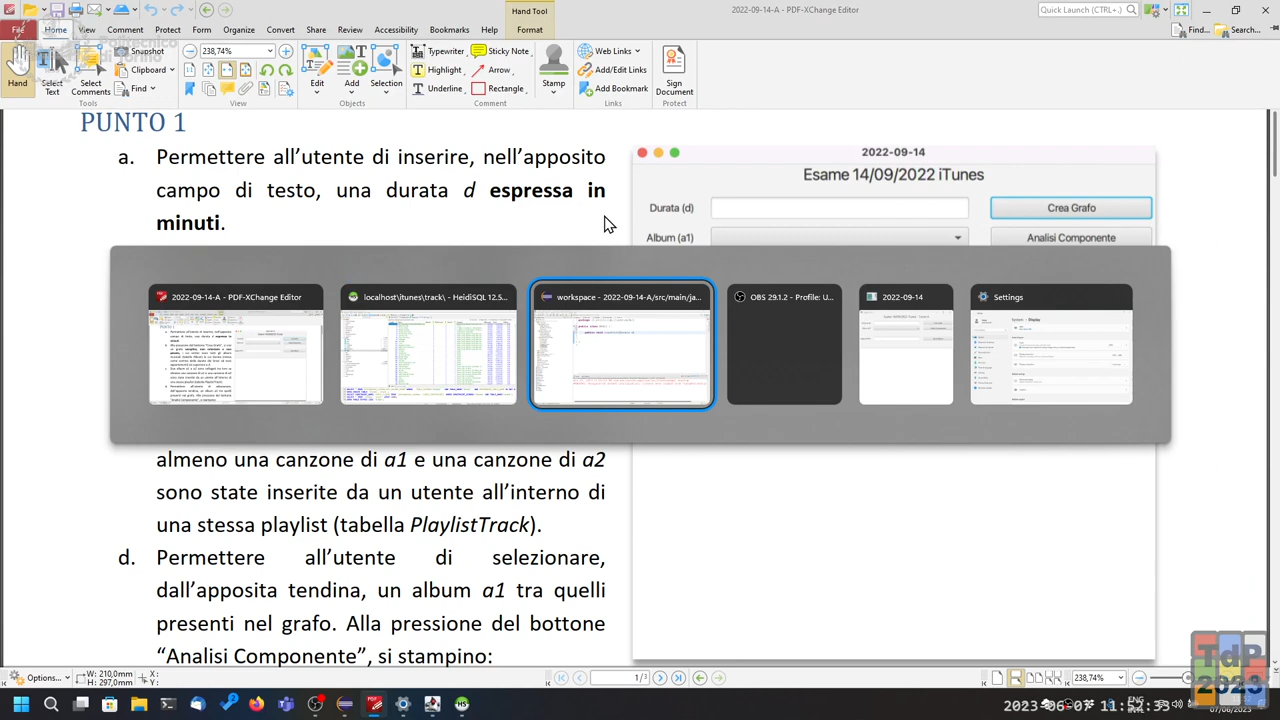 2022-09-14-A - PDF-XChange Editor
Hand Tool
Quick Launch (CTRL+.)
File
Home
View
Comment
Protect
Form
Organize
Convert
Share
Review
Accessibility
Bookmarks
Help
Format
Find...
Search...
Politecnico
di Torino
Hand
Select
Text
Select
Comments
Snapshot
Clipboard
Find
Tools
238,74%
View
Edit
Add
Selection
Objects
Typewriter
Sticky Note
Highlight
Arrow
Underline
Rectangle
Comment
Stamp
Web Links
Add/Edit Links
Add Bookmark
Links
Sign
Document
Protect
PUNTO 1
a. Permettere all'utente di inserire, nell'apposito
campo di testo, una durata d espressa in
minuti.
2022-09-14
Esame 14/09/2022 iTunes
Durata (d)
Crea Grafo
Album (a1)
Analisi Componente
2022-09-14-A - PDF-XChange Editor
localhost\itunes\track\ - HeidiSQL 12.5...
workspace - 2022-09-14-A/src/main/ja...
OBS 29.1.2 - Profile: U...
2022-09-14
Settings
almeno una canzone di a1 e una canzone di a2
sono state inserite da un utente all'interno di
una stessa playlist (tabella PlaylistTrack).
d. Permettere all'utente di selezionare,
dall'apposita tendina, un album a1 tra quelli
presenti nel grafo. Alla pressione del bottone
"Analisi Componente", si stampino:
Options...
W: 210,0mm
H: 297,0mm
X:
Y:
1/3
238,74%
TdP
2023
ENG
07/06/2023